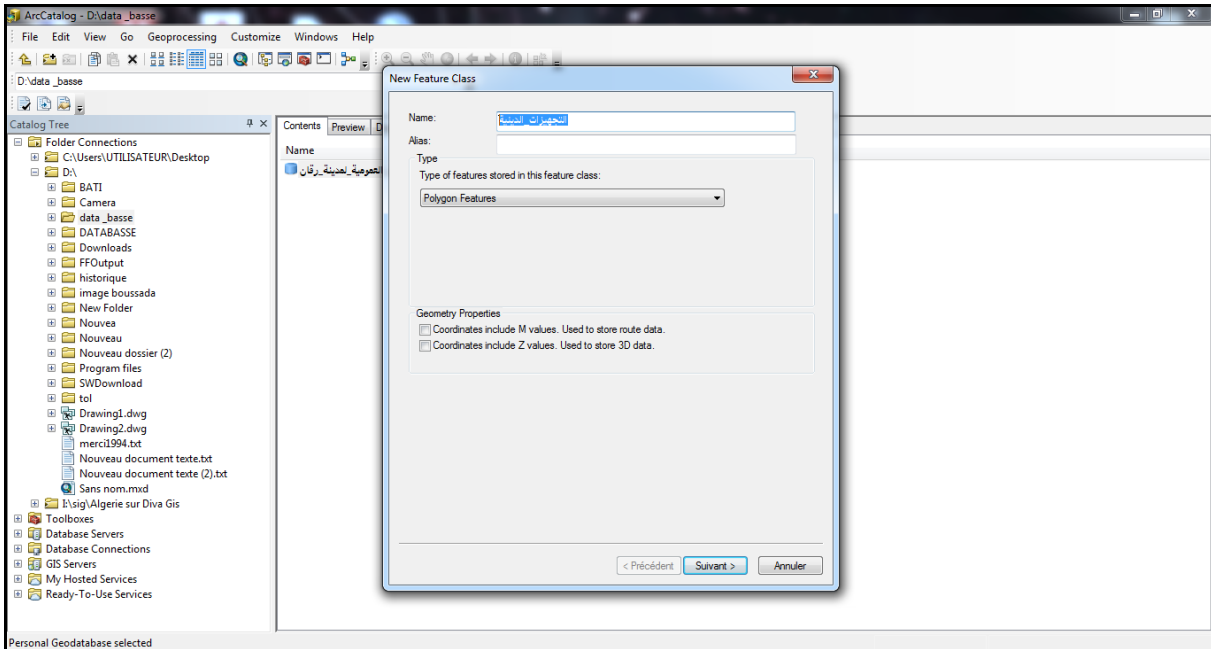 ArcCatalog - D:\data _basse
File Edit View Go Geoprocessing Customize Windows Help
D:\data _basse
Catalog Tree
Folder Connections
C:\Users\UTILISATEUR\Desktop
D:\
BATI
Camera
data _basse
DATABASSE
Downloads
FFOutput
historique
image boussada
New Folder
Nouvea
Nouveau
Nouveau dossier (2)
Program files
SWDownload
tol
Drawing1.dwg
Drawing2.dwg
merci1994.txt
Nouveau document texte.txt
Nouveau document texte (2).txt
Sans nom.mxd
I:\sig\Algerie sur Diva Gis
Toolboxes
Database Servers
Database Connections
GIS Servers
My Hosted Services
Ready-To-Use Services
Contents Preview D
Name
العمومية_لمدينة_رقان
New Feature Class
Name: التجهيزات_الدينية
Alias:
Type
Type of features stored in this feature class:
Polygon Features
Geometry Properties
Coordinates include M values. Used to store route data.
Coordinates include Z values. Used to store 3D data.
< Précédent Suivant > Annuler
Personal Geodatabase selected